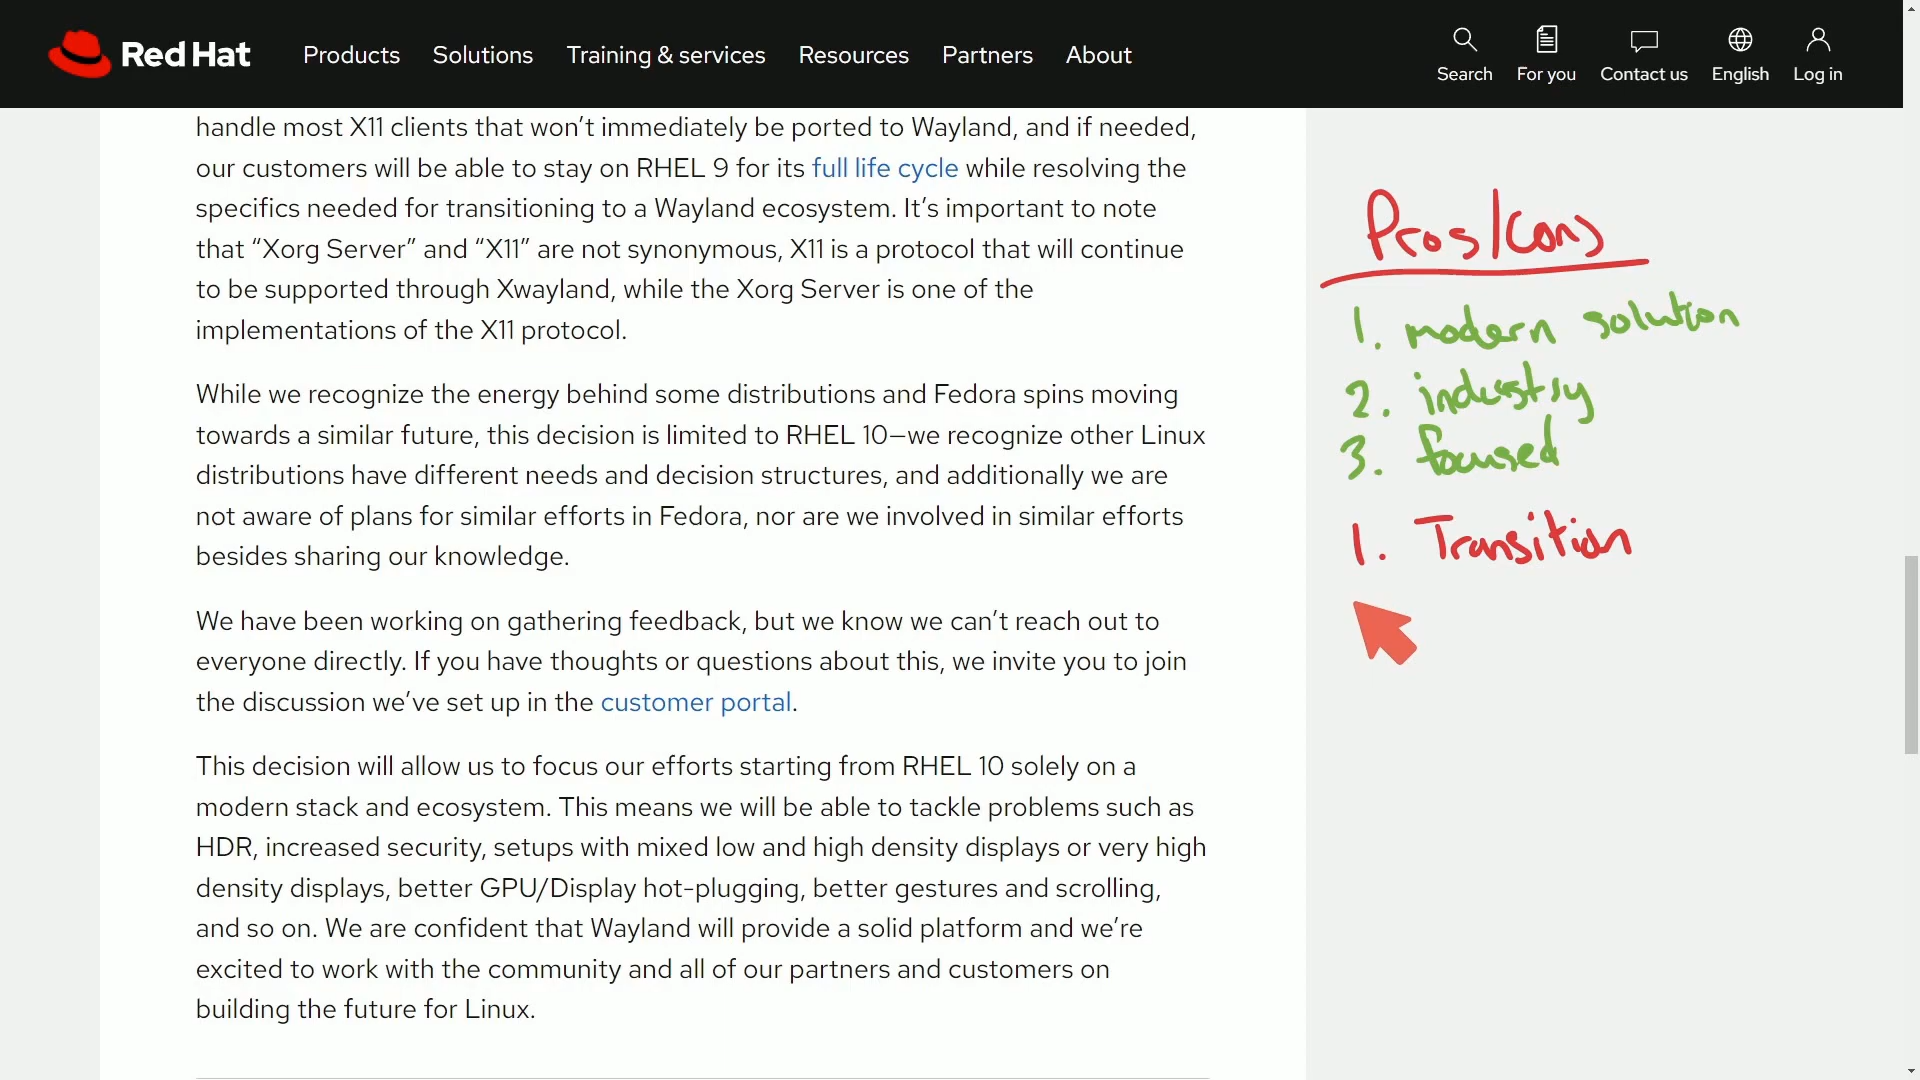 Red Hat
Products Solutions Training & services Resources Partners About
Search For you Contact us English Log in
handle most X11 clients that won’t immediately be ported to Wayland, and if needed,
our customers will be able to stay on RHEL 9 for its full life cycle while resolving the
specifics needed for transitioning to a Wayland ecosystem. It’s important to note
that “Xorg Server” and “X11” are not synonymous, X11 is a protocol that will continue
to be supported through Xwayland, while the Xorg Server is one of the
implementations of the X11 protocol.
While we recognize the energy behind some distributions and Fedora spins moving
towards a similar future, this decision is limited to RHEL 10—we recognize other Linux
distributions have different needs and decision structures, and additionally we are
not aware of plans for similar efforts in Fedora, nor are we involved in similar efforts
besides sharing our knowledge.
We have been working on gathering feedback, but we know we can’t reach out to
everyone directly. If you have thoughts or questions about this, we invite you to join
the discussion we’ve set up in the customer portal.
This decision will allow us to focus our efforts starting from RHEL 10 solely on a
modern stack and ecosystem. This means we will be able to tackle problems such as
HDR, increased security, setups with mixed low and high density displays or very high
density displays, better GPU/Display hot-plugging, better gestures and scrolling,
and so on. We are confident that Wayland will provide a solid platform and we’re
excited to work with the community and all of our partners and customers on
building the future for Linux.
Pros/Cons
1. modern solution
2. industry
3. focused
1. Transition